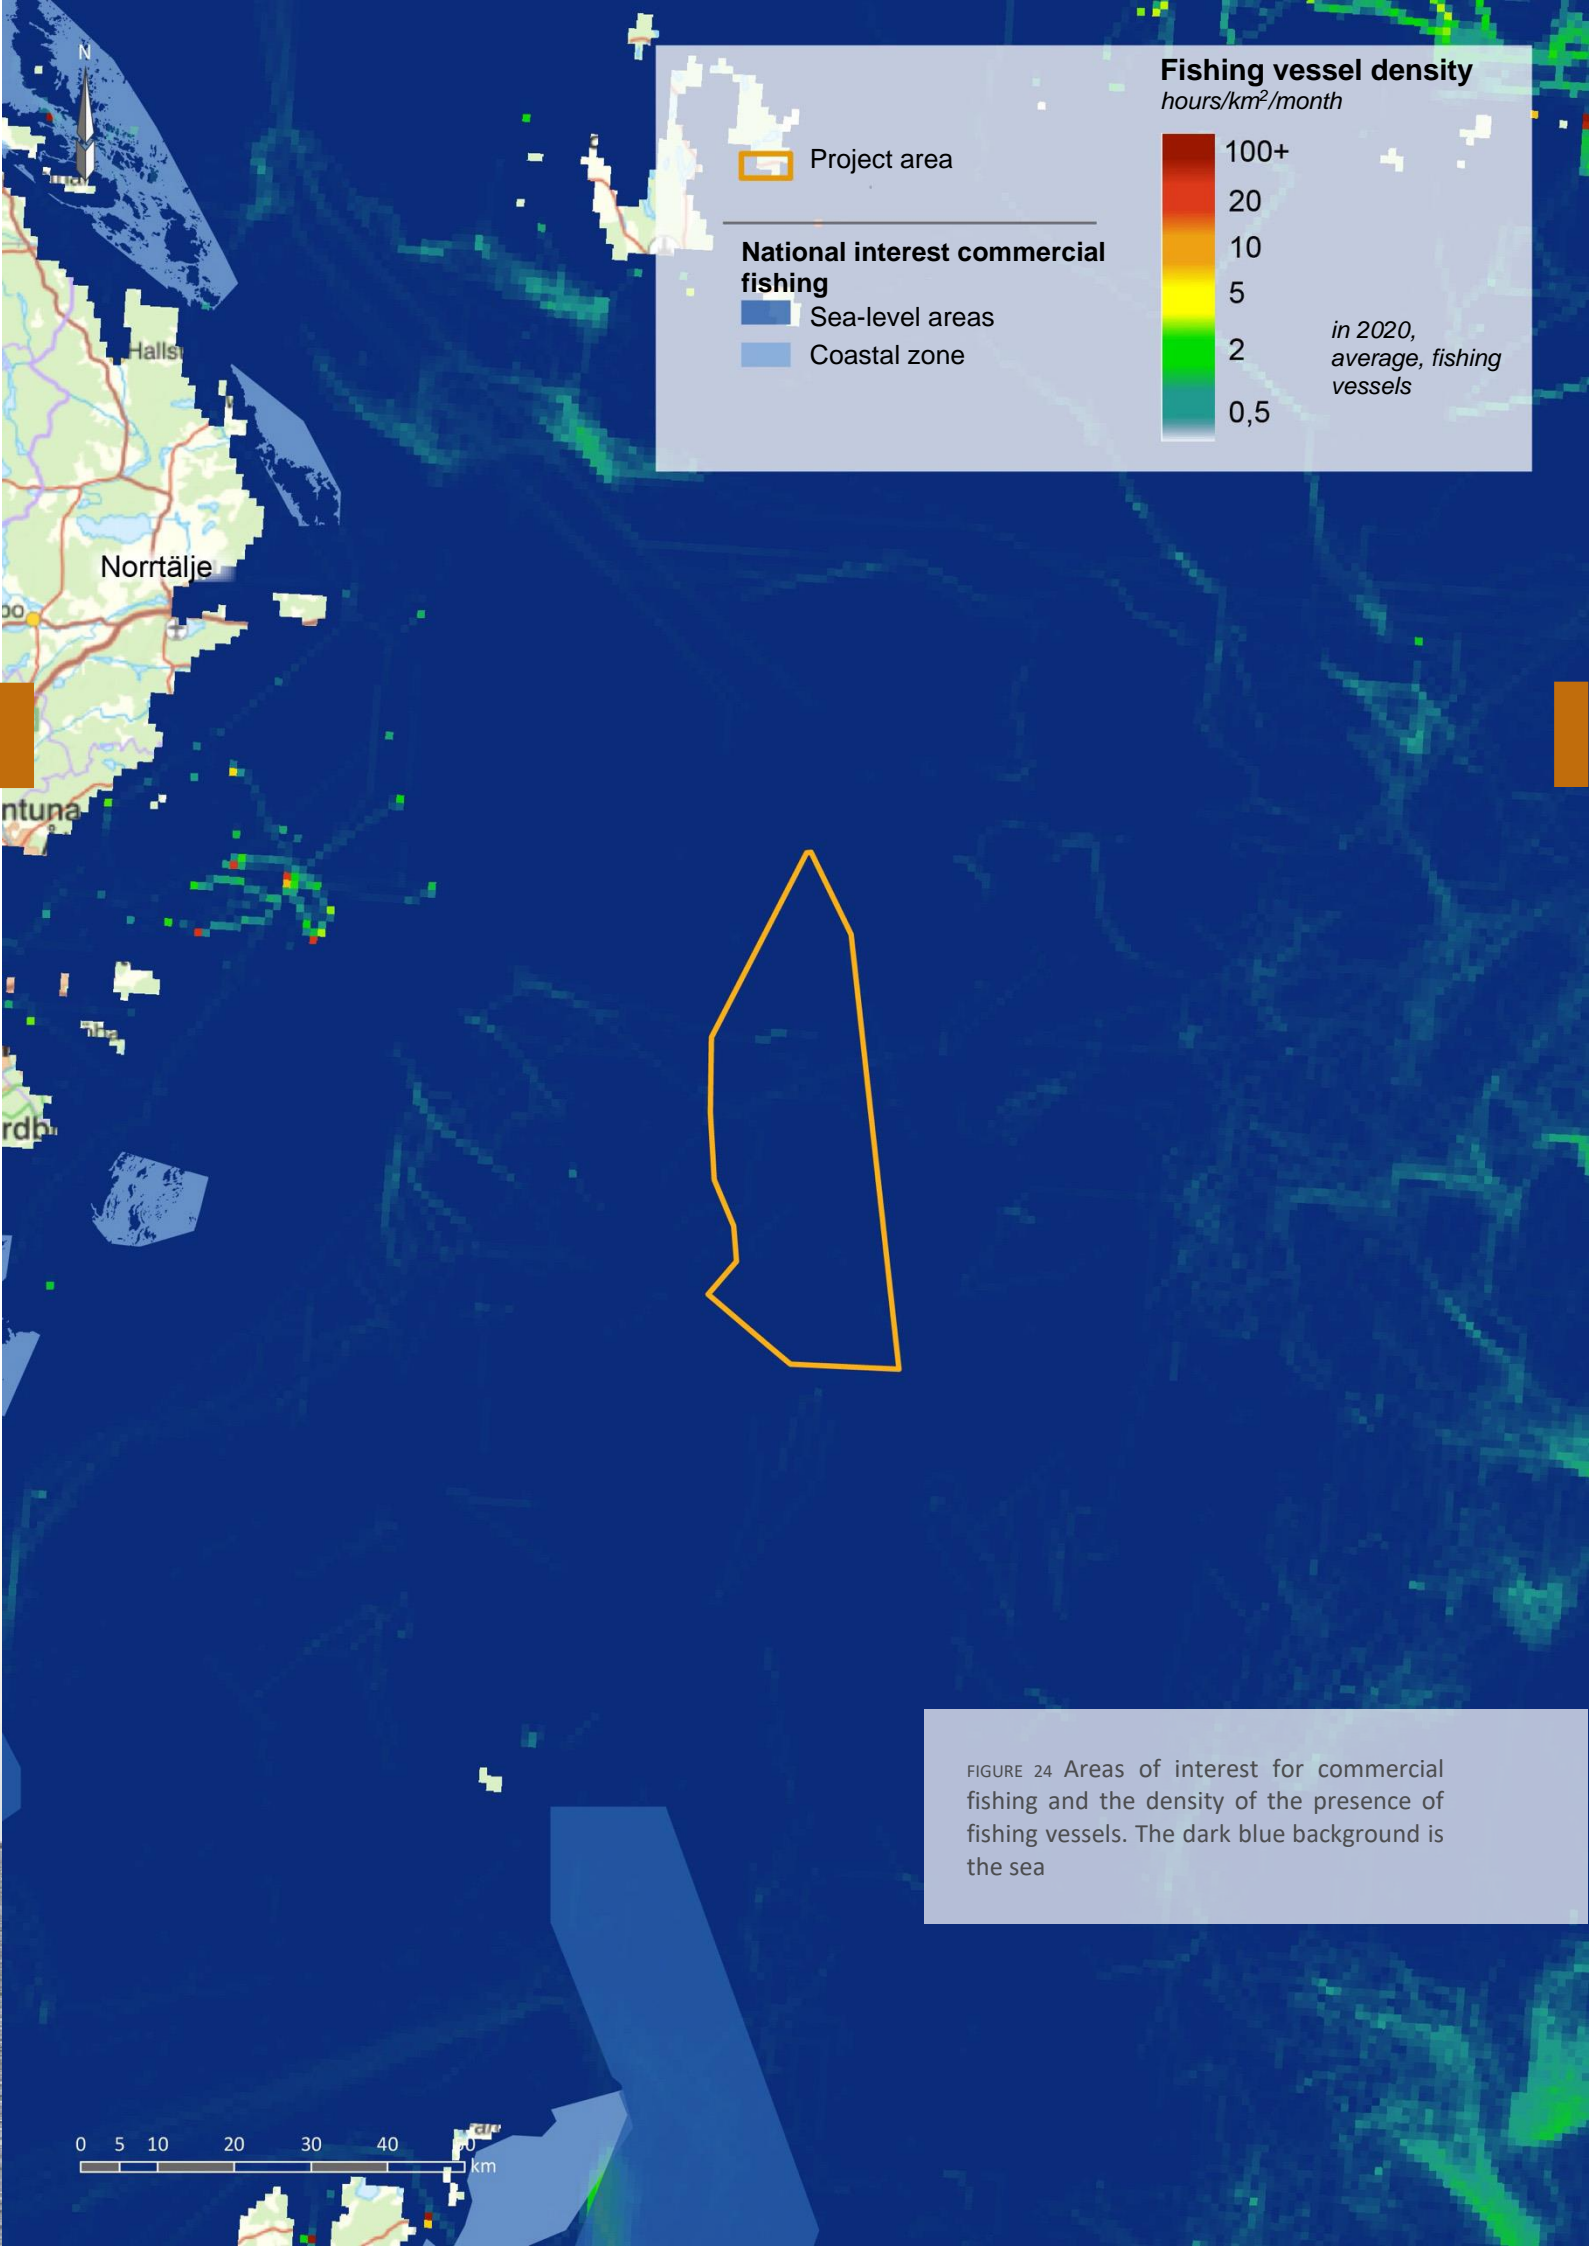 N
Fishing vessel density
hours/km²/month
Project area
National interest commercial
fishing
Sea-level areas
Coastal zone
100+
20
10
5
2
0,5
in 2020,
average, fishing
vessels
Halls
Norrtälje
ntuna
rdb
FIGURE 24 Areas of interest for commercial
fishing and the density of the presence of
fishing vessels. The dark blue background is
the sea
0 5 10 20 30 40 50
km